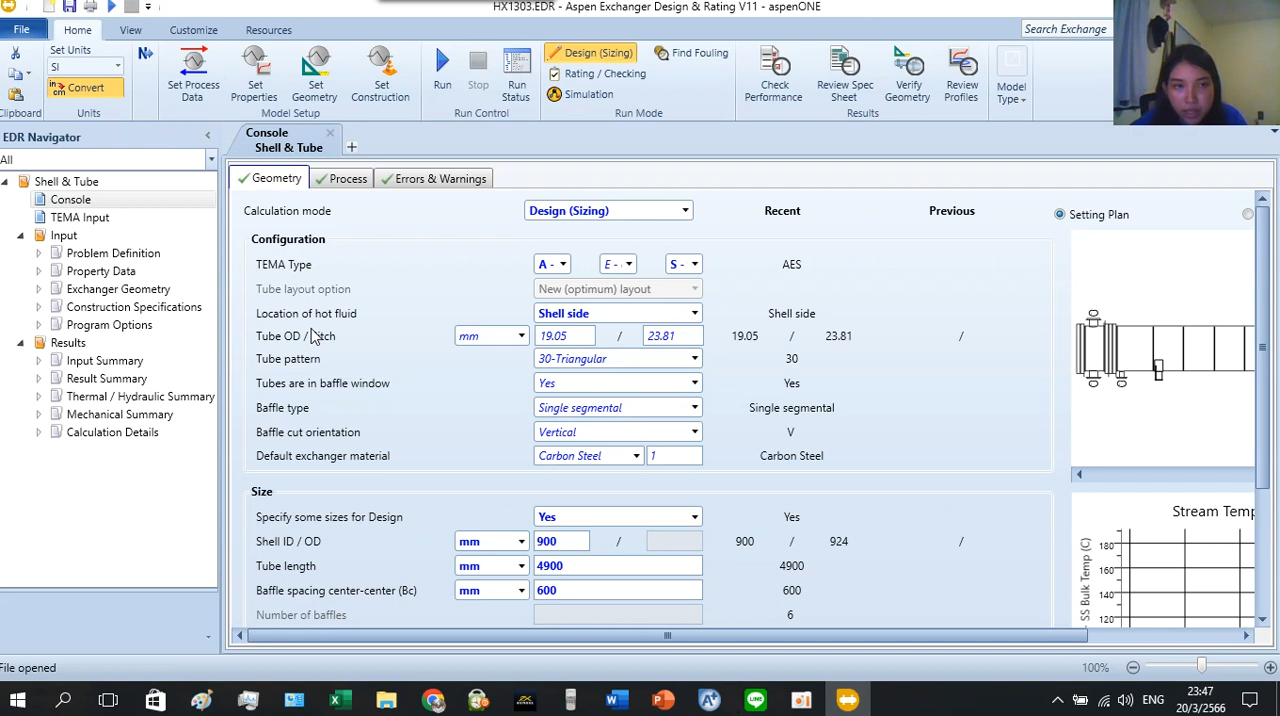 HX1303.EDR - Aspen Exchanger Design & Rating V11 - aspenONE
File
Home
View
Customize
Resources
Search Exchange
Set Units
SI
Convert
Clipboard
Units
Set Process
Data
Set
Properties
Set
Geometry
Set
Construction
Model Setup
Run
Stop
Run
Status
Run Control
Design (Sizing)
Rating / Checking
Simulation
Find Fouling
Run Mode
Check
Performance
Review Spec
Sheet
Verify
Geometry
Review
Profiles
Results
Model
Type
EDR Navigator
All
Shell & Tube
Console
TEMA Input
Input
Problem Definition
Property Data
Exchanger Geometry
Construction Specifications
Program Options
Results
Input Summary
Result Summary
Thermal / Hydraulic Summary
Mechanical Summary
Calculation Details
Console
Shell & Tube
Geometry
Process
Errors & Warnings
Calculation mode
Design (Sizing)
Recent
Previous
Setting Plan
Configuration
TEMA Type
A -
E -
S -
AES
Tube layout option
New (optimum) layout
Location of hot fluid
Shell side
Shell side
Tube OD /
mm
19.05 / 23.81
19.05 / 23.81
/
Tube pattern
30-Triangular
30
Tubes are in baffle window
Yes
Yes
Baffle type
Single segmental
Single segmental
Baffle cut orientation
Vertical
V
Default exchanger material
Carbon Steel
1
Carbon Steel
Size
Specify some sizes for Design
Yes
Yes
Shell ID / OD
mm
900 /
900 / 924
/
Tube length
mm
4900
4900
Baffle spacing center-center (Bc)
mm
600
600
Number of baffles
6
Stream Temp
SS Bulk Temp (C)
180
160
140
120
File opened
100%
ENG
23:47
20/3/2566